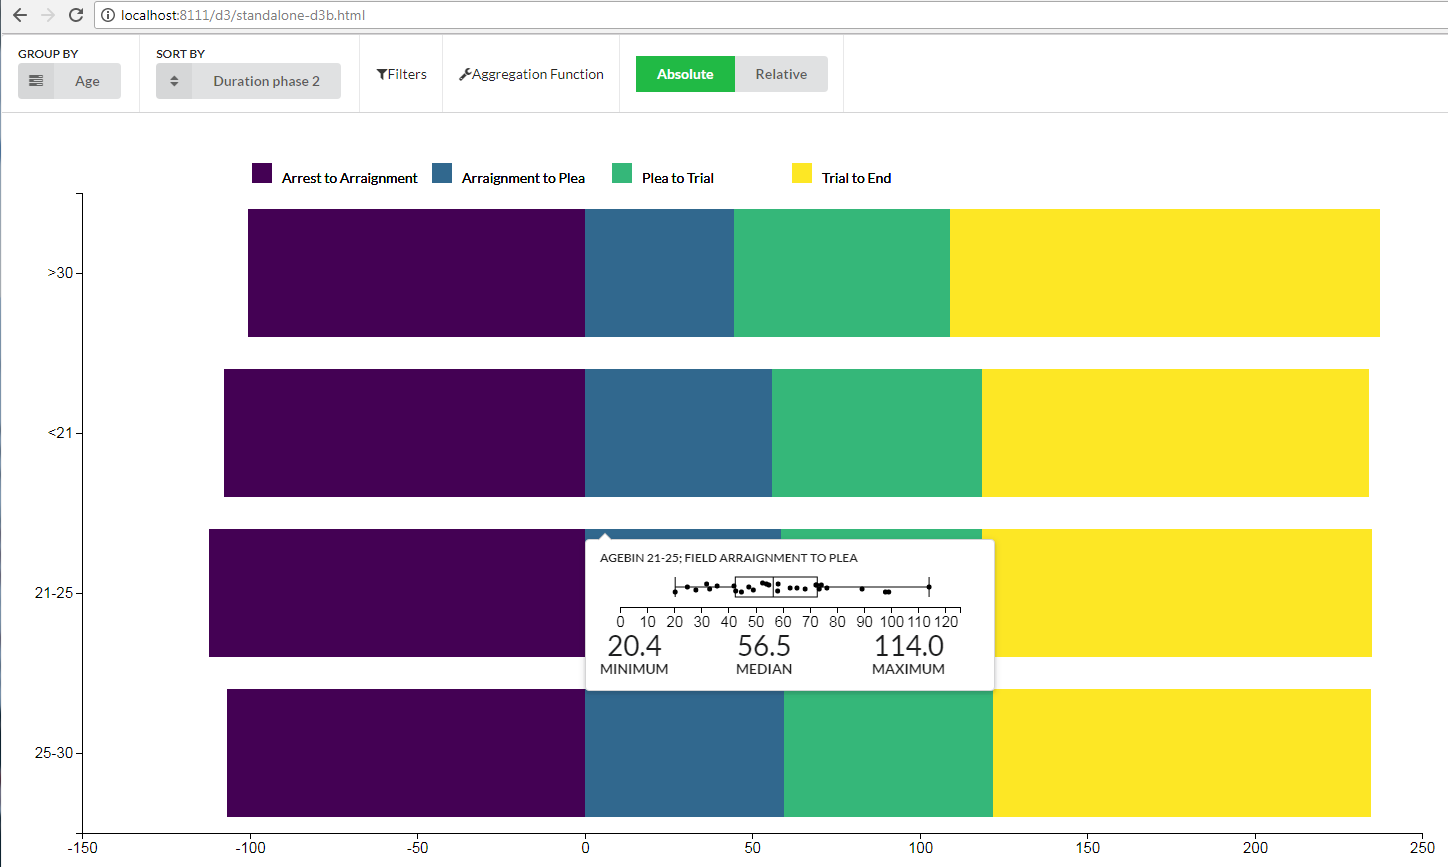 localhost:8111/d3/standalone-d3b.html
GROUP BY
Age
SORT BY
Duration phase 2
Filters
Aggregation Function
Absolute
Relative
Arrest to Arraignment
Arraignment to Plea
Plea to Trial
Trial to End
>30
<21
21-25
AGEBIN 21-25; FIELD ARRAIGNMENT TO PLEA
0 10 20 30 40 50 60 70 80 90 100 110 120
20.4 56.5 114.0
MINIMUM MEDIAN MAXIMUM
25-30
-150 -100 -50 0 50 100 150 200 250